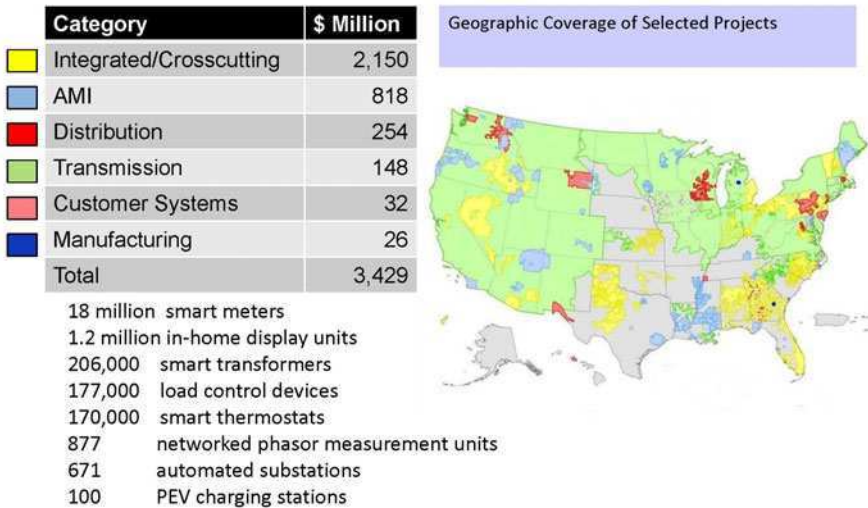 Category $ Million
Integrated/Crosscutting 2,150
AMI 818
Distribution 254
Transmission 148
Customer Systems 32
Manufacturing 26
Total 3,429
18 million smart meters
1.2 million in-home display units
206,000 smart transformers
177,000 load control devices
170,000 smart thermostats
877 networked phasor measurement units
671 automated substations
100 PEV charging stations
Geographic Coverage of Selected Projects